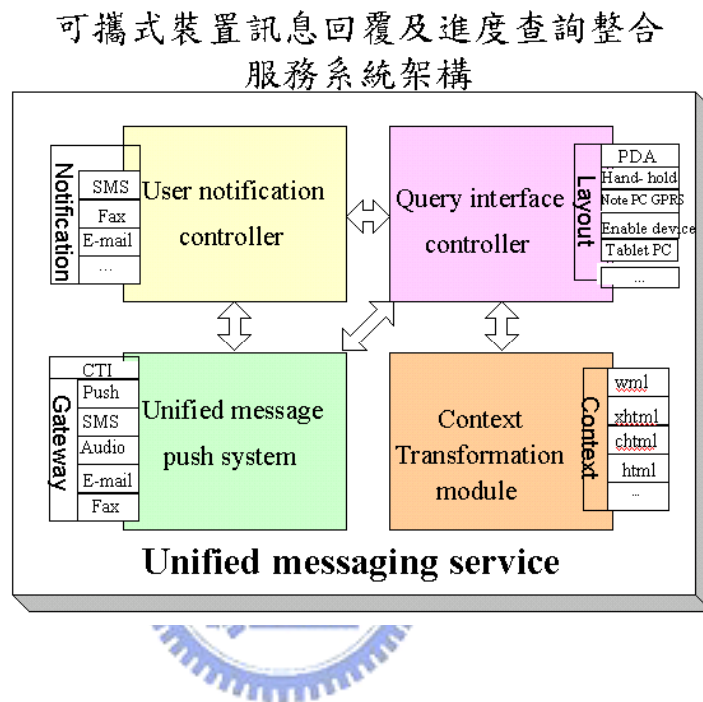 可攜式裝置訊息回覆及進度查詢整合
服務系統架構
Notification
SMS
Fax
E-mail
...
User notification
controller
Query interface
controller
Layout
PDA
Hand- hold
Note PC GPRS
Enable device
Tablet PC
...
Gateway
CTI
Push
SMS
Audio
E-mail
Fax
Unified message
push system
Context
Transformation
module
Context
wml
xhtml
chtml
html
...
Unified messaging service